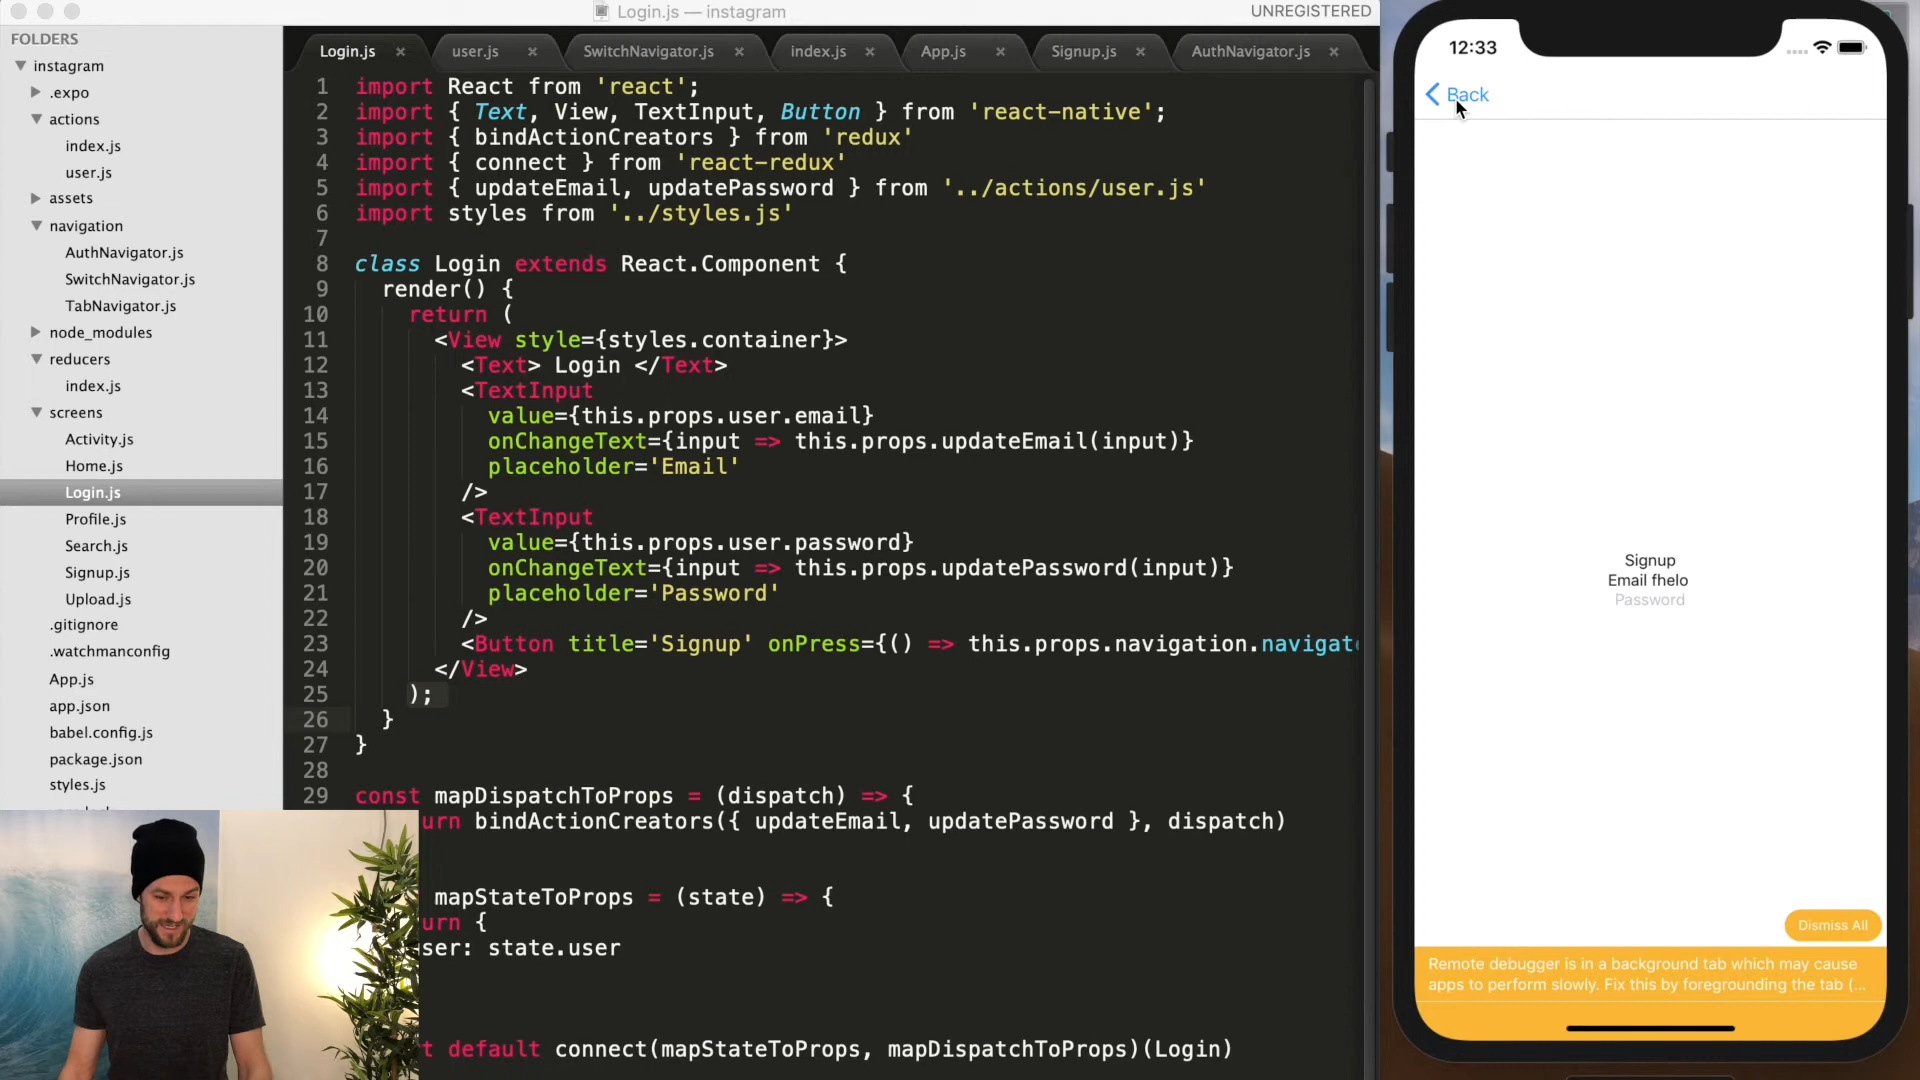 Login.js — instagram
UNREGISTERED
FOLDERS
instagram
.expo
actions
index.js
user.js
assets
navigation
AuthNavigator.js
SwitchNavigator.js
TabNavigator.js
node_modules
reducers
index.js
screens
Activity.js
Home.js
Login.js
Profile.js
Search.js
Signup.js
Upload.js
.gitignore
.watchmanconfig
App.js
app.json
babel.config.js
package.json
styles.js
Login.js × user.js × SwitchNavigator.js × index.js × App.js × Signup.js × AuthNavigator.js ×
1 import React from 'react';
2 import { Text, View, TextInput, Button } from 'react-native';
3 import { bindActionCreators } from 'redux'
4 import { connect } from 'react-redux'
5 import { updateEmail, updatePassword } from '../actions/user.js'
6 import styles from '../styles.js'
7
8 class Login extends React.Component {
9 render() {
10 return (
11 <View style={styles.container}>
12 <Text> Login </Text>
13 <TextInput
14 value={this.props.user.email}
15 onChangeText={input => this.props.updateEmail(input)}
16 placeholder='Email'
17 />
18 <TextInput
19 value={this.props.user.password}
20 onChangeText={input => this.props.updatePassword(input)}
21 placeholder='Password'
22 />
23 <Button title='Signup' onPress={() => this.props.navigation.navigat
24 </View>
25 );
26 }
27 }
28
29 const mapDispatchToProps = (dispatch) => {
urn bindActionCreators({ updateEmail, updatePassword }, dispatch)
mapStateToProps = (state) => {
urn {
ser: state.user
t default connect(mapStateToProps, mapDispatchToProps)(Login)
12:33
Back
Signup
Email fhelo
Password
Dismiss All
Remote debugger is in a background tab which may cause
apps to perform slowly. Fix this by foregrounding the tab (...